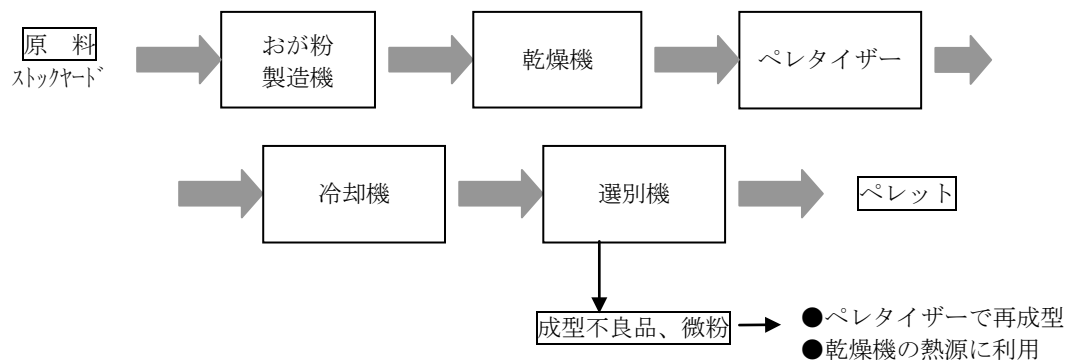 原　料
ｽﾄｯｸﾔｰﾄﾞ
おが粉
製造機
乾燥機
ペレタイザー
冷却機
選別機
ペレット
成型不良品、微粉
●ペレタイザーで再成型
●乾燥機の熱源に利用